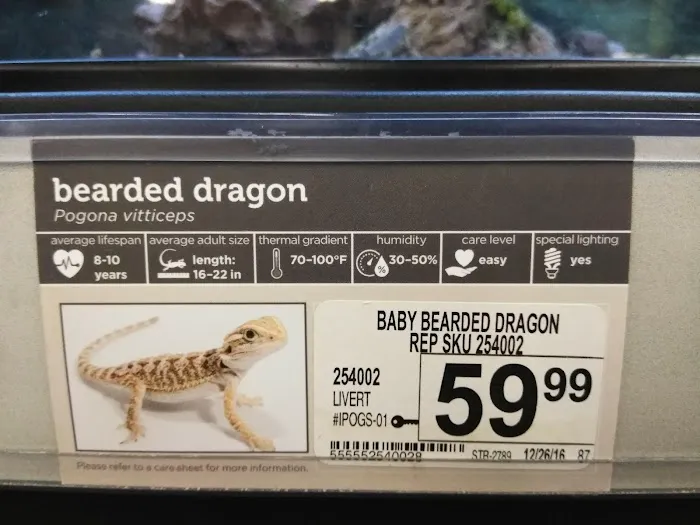 bearded dragon
Pogona vitticeps
average lifespan
8-10
years
average adult size
length:
16-22 in
thermal gradient
70-100°F
humidity
%
30-50%
care level
easy
special lighting
yes
BABY BEARDED DRAGON
REP SKU 254002
254002
LIVERT
#IPOGS-01
59 99
555552540028
STR-2789 12/26/16 87
Please refer to a care sheet for more information.